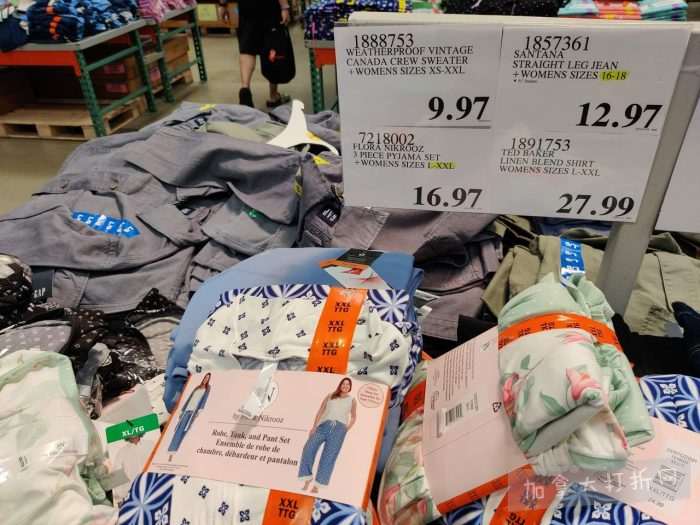 1888753
WEATHERPROOF VINTAGE
CANADA CREW SWEATER
+WOMENS SIZES XS-XXL
9.97
1857361
SANTANA
STRAIGHT LEG JEAN
+WOMENS SIZES 16-18
12.97
7218002
FLORA NIKROOZ
3 PIECE PYJAMA SET
+WOMENS SIZES L-XXL
16.97
1891753
TED BAKER
LINEN BLEND SHIRT
WOMENS SIZES L-XXL
27.99
S S S S
GAP
GAP
XXL
TTG
XXL
TTG
XXL
TTG
Nikrooz
Robe, Tank, and Pant Set
Ensemble de robe de
chambre, débardeur et pantalon
XL/TG
XXL
TTG
加拿大打折网